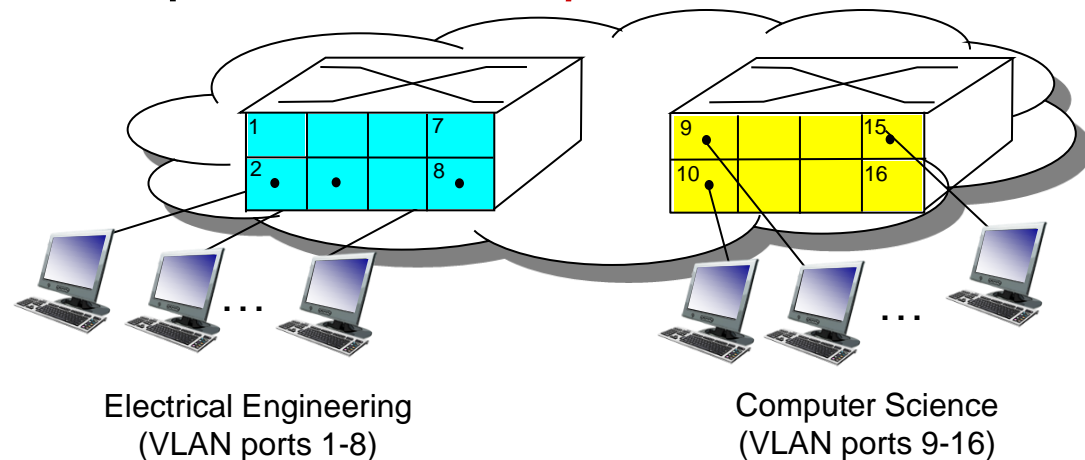 1 7
2 8
9 15
10 16
... ...
Electrical Engineering
(VLAN ports 1-8)
Computer Science
(VLAN ports 9-16)